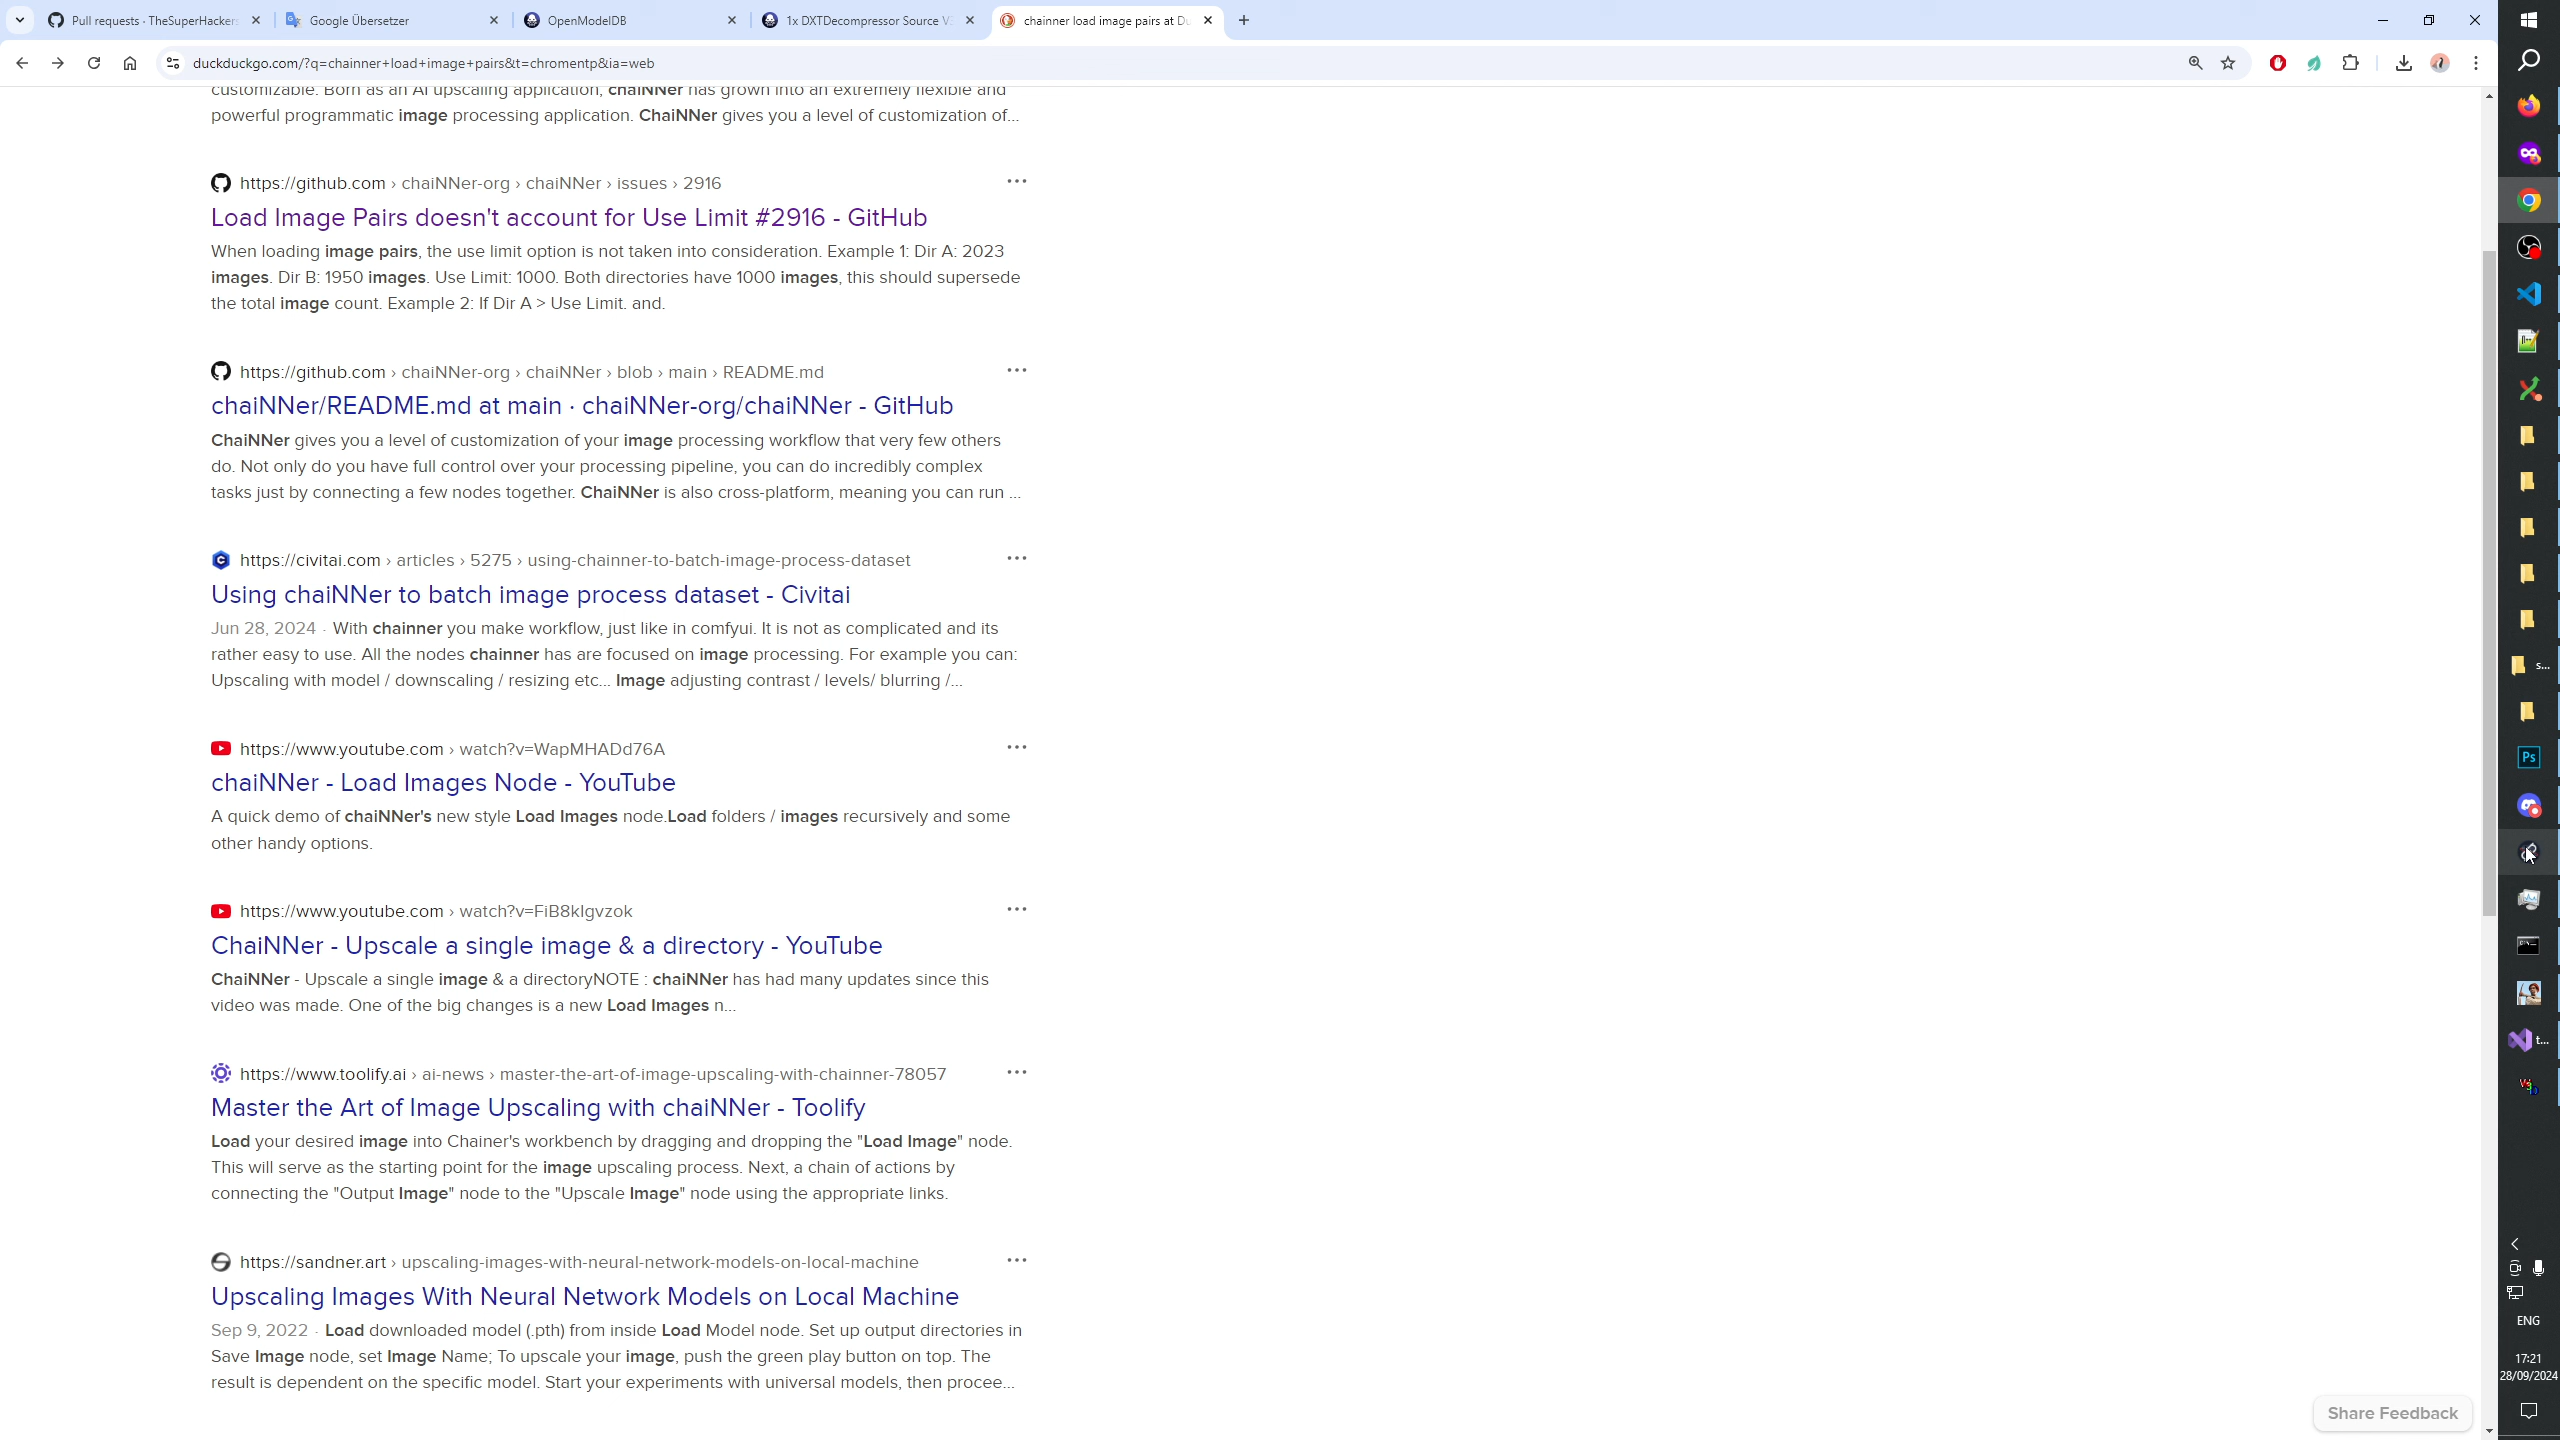 Pull requests · TheSuperHackers
Google Übersetzer
OpenModelDB
1x DXTDecompressor Source V3
chainner load image pairs at Du
duckduckgo.com/?q=chainner+load+image+pairs&t=chromentp&ia=web
customizable. Born as an AI upscaling application, chaiNNer has grown into an extremely flexible and
powerful programmatic image processing application. ChaiNNer gives you a level of customization of...
https://github.com › chaiNNer-org › chaiNNer › issues › 2916
Load Image Pairs doesn't account for Use Limit #2916 - GitHub
When loading image pairs, the use limit option is not taken into consideration. Example 1: Dir A: 2023
images. Dir B: 1950 images. Use Limit: 1000. Both directories have 1000 images, this should supersede
the total image count. Example 2: If Dir A > Use Limit. and.
https://github.com › chaiNNer-org › chaiNNer › blob › main › README.md
chaiNNer/README.md at main · chaiNNer-org/chaiNNer - GitHub
ChaiNNer gives you a level of customization of your image processing workflow that very few others
do. Not only do you have full control over your processing pipeline, you can do incredibly complex
tasks just by connecting a few nodes together. ChaiNNer is also cross-platform, meaning you can run ...
https://civitai.com › articles › 5275 › using-chainner-to-batch-image-process-dataset
Using chaiNNer to batch image process dataset - Civitai
Jun 28, 2024 · With chainner you make workflow, just like in comfyui. It is not as complicated and its
rather easy to use. All the nodes chainner has are focused on image processing. For example you can:
Upscaling with model / downscaling / resizing etc... Image adjusting contrast / levels/ blurring /...
https://www.youtube.com › watch?v=WapMHADd76A
chaiNNer - Load Images Node - YouTube
A quick demo of chaiNNer's new style Load Images node.Load folders / images recursively and some
other handy options.
https://www.youtube.com › watch?v=FiB8klgvzok
ChaiNNer - Upscale a single image & a directory - YouTube
ChaiNNer - Upscale a single image & a directoryNOTE : chaiNNer has had many updates since this
video was made. One of the big changes is a new Load Images n...
https://www.toolify.ai › ai-news › master-the-art-of-image-upscaling-with-chainner-78057
Master the Art of Image Upscaling with chaiNNer - Toolify
Load your desired image into Chainer's workbench by dragging and dropping the "Load Image" node.
This will serve as the starting point for the image upscaling process. Next, a chain of actions by
connecting the "Output Image" node to the "Upscale Image" node using the appropriate links.
https://sandner.art › upscaling-images-with-neural-network-models-on-local-machine
Upscaling Images With Neural Network Models on Local Machine
Sep 9, 2022 · Load downloaded model (.pth) from inside Load Model node. Set up output directories in
Save Image node, set Image Name; To upscale your image, push the green play button on top. The
result is dependent on the specific model. Start your experiments with universal models, then procee...
Share Feedback
s...
Ps
t...
ENG
17:21
28/09/2024